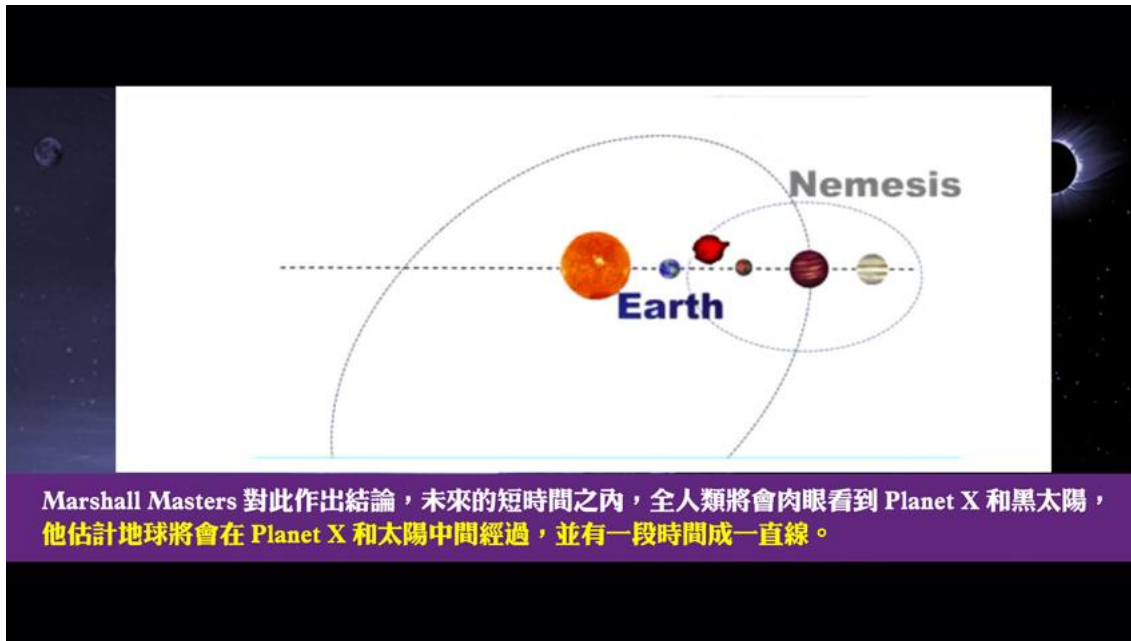 Nemesis
Earth
Marshall Masters 對此作出結論，未來的短時間之內，全人類將會肉眼看到 Planet X 和黑太陽，
他估計地球將會在 Planet X 和太陽中間經過，並有一段時間成一直線。